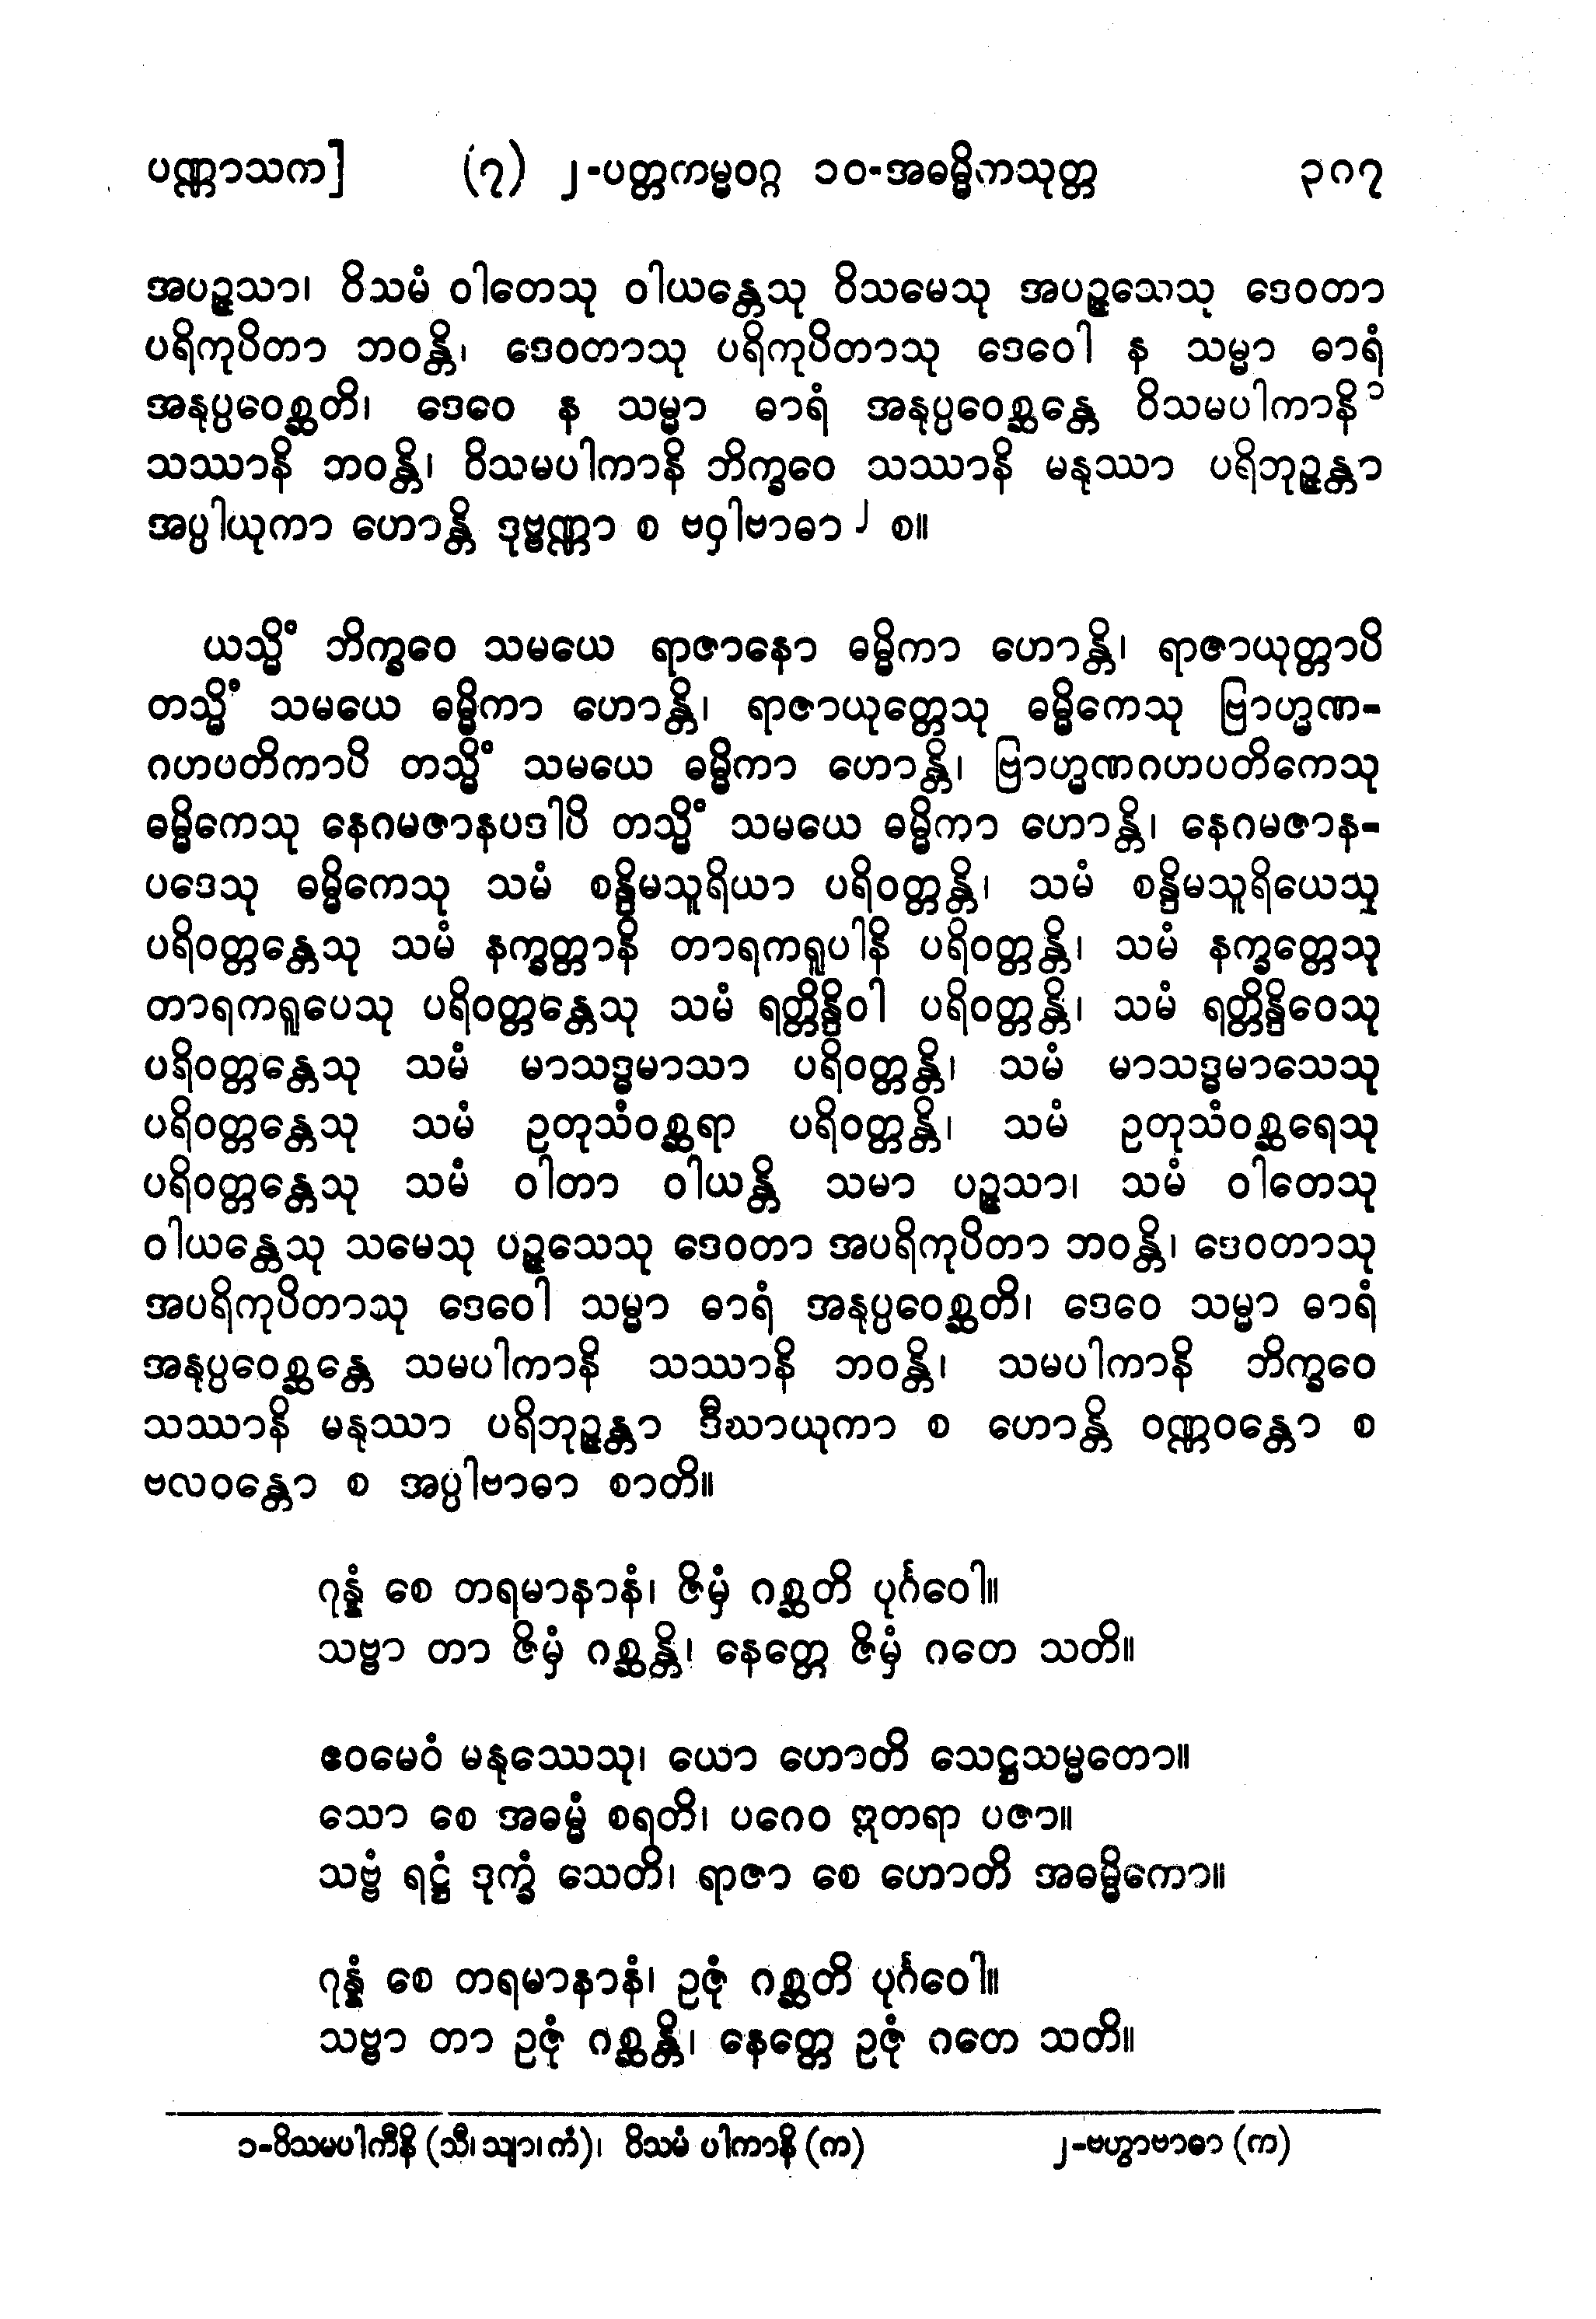 ပဏ္ဏာသက] (၇) ၂-ပတ္တကမ္မဝဂ္ဂ ၁၀-အဓမ္မိကသုတ္တ ၃၈၇
အပဉ္ဇသာ၊ ဝိသမံ ဝါတေသု ဝါယန္တေသု ဝိသမေသု အပဉ္ဇသေသု ဒေဝတာ
ပရိကုပိတာ ဘဝန္တိ၊ ဒေဝတာသု ပရိကုပိတာသု ဒေဝေါ န သမ္မာ ဓာရံ
အနုပ္ပဝေစ္ဆတိ၊ ဒေဝေ န သမ္မာ ဓာရံ အနုပ္ပဝေစ္ဆန္တေ ဝိသမပါကာနိ ၁
သဿာနိ ဘဝန္တိ၊ ဝိသမပါကာနိ ဘိက္ခဝေ သဿာနိ မနုဿာ ပရိဘုဉ္ဇန္တာ
အပ္ပါယုကာ ဟောန္တိ ဒုဗ္ဗဏ္ဏာ စ ဗဝှါဗာဓာ ၂ စ။
ယသ္မိံ ဘိက္ခဝေ သမယေ ရာဇာနော ဓမ္မိကာ ဟောန္တိ၊ ရာဇာယုတ္တာပိ
တသ္မိံ သမယေ ဓမ္မိကာ ဟောန္တိ၊ ရာဇာယုတ္တေသု ဓမ္မိကေသု ဗြာဟ္မဏ-
ဂဟပတိကာပိ တသ္မိံ သမယေ ဓမ္မိကာ ဟောန္တိ၊ ဗြာဟ္မဏဂဟပတိကေသု
ဓမ္မိကေသု နေဂမဇာနပဒါပိ တသ္မိံ သမယေ ဓမ္မိကာ ဟောန္တိ၊ နေဂမဇာန-
ပဒေသု ဓမ္မိကေသု သမံ စန္ဒိမသူရိယာ ပရိဝတ္တန္တိ၊ သမံ စန္ဒိမသူရိယေသု
ပရိဝတ္တန္တေသု သမံ နက္ခတ္တာနိ တာရကရူပါနိ ပရိဝတ္တန္တိ၊ သမံ နက္ခတ္တေသု
တာရကရူပေသု ပရိဝတ္တန္တေသု သမံ ရတ္တိန္ဒိဝါ ပရိဝတ္တန္တိ၊ သမံ ရတ္တိန္ဒိဝေသု
ပရိဝတ္တန္တေသု သမံ မာသဒ္ဓမာသာ ပရိဝတ္တန္တိ၊ သမံ မာသဒ္ဓမာသေသု
ပရိဝတ္တန္တေသု သမံ ဥတုသံဝစ္ဆရာ ပရိဝတ္တန္တိ၊ သမံ ဥတုသံဝစ္ဆရေသု
ပရိဝတ္တန္တေသု သမံ ဝါတာ ဝါယန္တိ သမာ ပဉ္ဇသာ၊ သမံ ဝါတေသု
ဝါယန္တေသု သမေသု ပဉ္ဇသေသု ဒေဝတာ အပရိကုပိတာ ဘဝန္တိ၊ ဒေဝတာသု
အပရိကုပိတာသု ဒေဝေါ သမ္မာ ဓာရံ အနုပ္ပဝေစ္ဆတိ၊ ဒေဝေ သမ္မာ ဓာရံ
အနုပ္ပဝေစ္ဆန္တေ သမပါကာနိ သဿာနိ ဘဝန္တိ၊ သမပါကာနိ ဘိက္ခဝေ
သဿာနိ မနုဿာ ပရိဘုဉ္ဇန္တာ ဒီဃာယုကာ စ ဟောန္တိ ဝဏ္ဏဝန္တော စ
ဗလဝန္တော စ အပ္ပါဗာဓာ စာတိ။
ဂုန္နံ စေ တရမာနာနံ၊ ဇိမှံ ဂစ္ဆတိ ပုင်္ဂဝေါ။
သဗ္ဗာ တာ ဇိမှံ ဂစ္ဆန္တိ၊ နေတ္တေ ဇိမှံ ဂတေ သတိ။
ဧဝမေဝံ မနုဿေသု၊ ယော ဟောတိ သေဋ္ဌသမ္မတော။
သော စေ အဓမ္မံ စရတိ၊ ပဂေဝ ဣတရာ ပဇာ။
သဗ္ဗံ ရဋ္ဌံ ဒုက္ခံ သေတိ၊ ရာဇာ စေ ဟောတိ အဓမ္မိကော။
ဂုန္နံ စေ တရမာနာနံ၊ ဥဇုံ ဂစ္ဆတိ ပုင်္ဂဝေါ။
သဗ္ဗာ တာ ဥဇုံ ဂစ္ဆန္တိ၊ နေတ္တေ ဥဇုံ ဂတေ သတိ။
၁-ဝိသမပါကီနိ (သီ၊ သျာ၊ ကံ)၊ ဝိသမံ ပါကာနိ (က) ၂-ဗဟွာဗာဓာ (က)